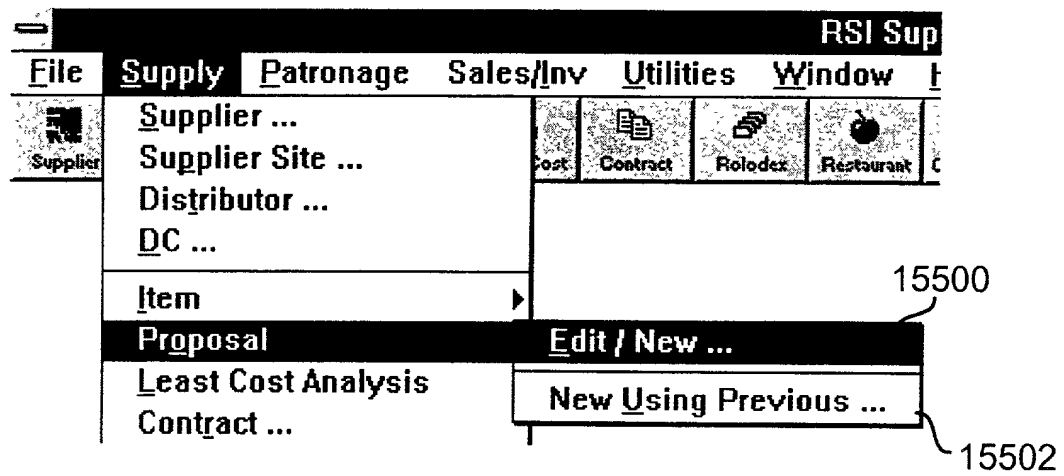 RSI Sup
File Supply Patronage Sales/Inv Utilities Window H
Supplier Cost Contract Rolodex Restaurant
Supplier ...
Supplier Site ...
Distributor ...
DC ...
Item
Proposal
Least Cost Analysis
Contract ...
15500
Edit / New ...
New Using Previous ...
15502